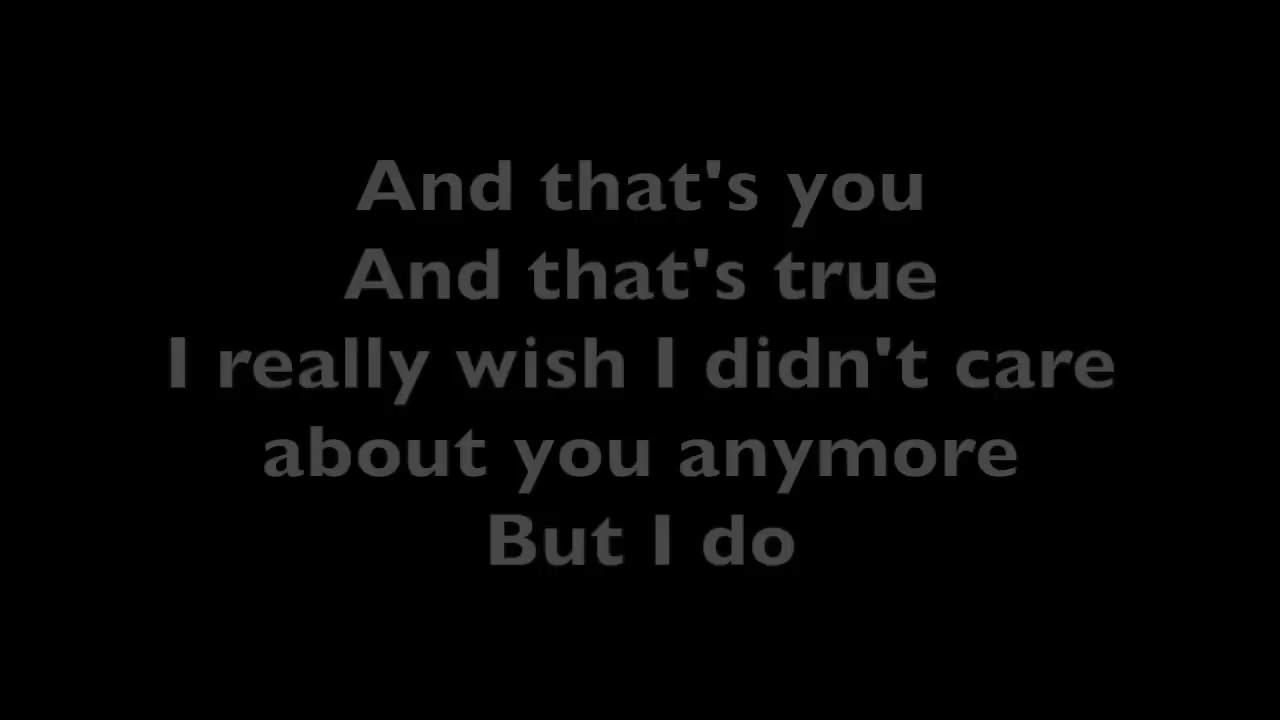 And that's you
And that's true
I really wish I didn't care
about you anymore
But I do